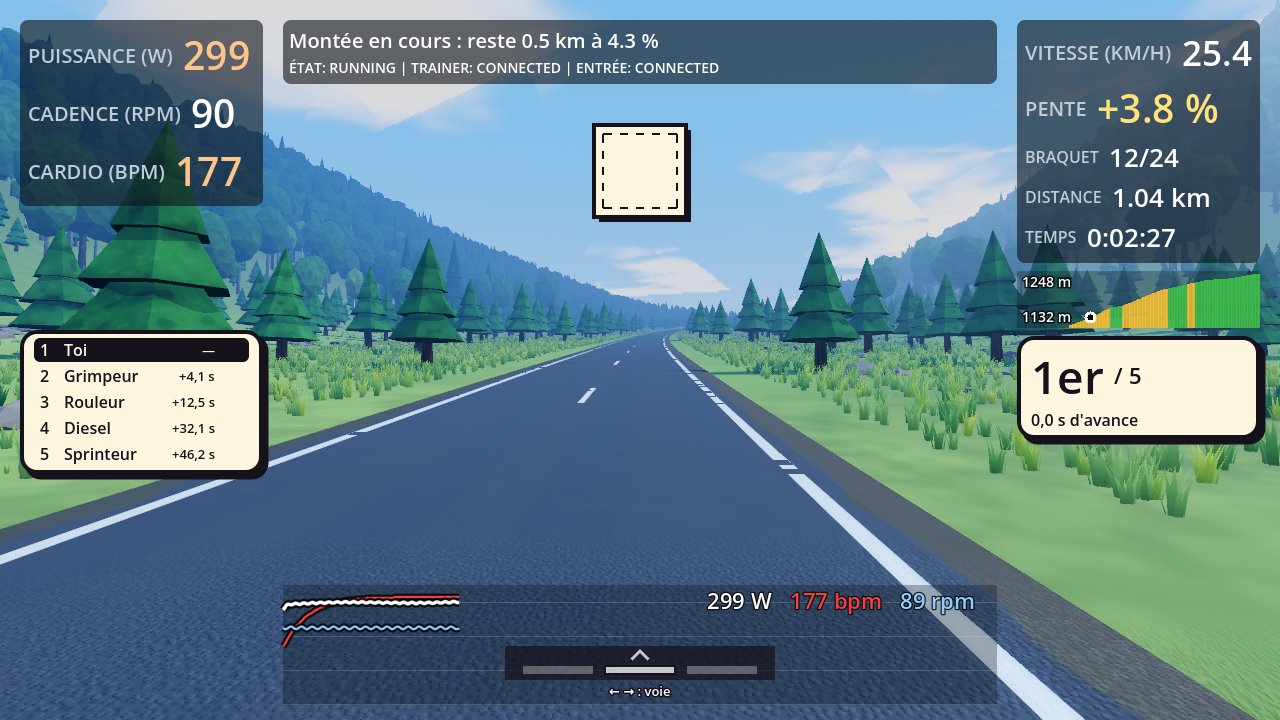 PUISSANCE (W) 299
CADENCE (RPM) 90
CARDIO (BPM) 177
Montée en cours : reste 0.5 km à 4.3 %
ÉTAT: RUNNING | TRAINER: CONNECTED | ENTRÉE: CONNECTED
VITESSE (KM/H) 25.4
PENTE +3.8 %
BRAQUET 12/24
DISTANCE 1.04 km
TEMPS 0:02:27
1248 m
1132 m
1 Toi —
2 Grimpeur +4,1 s
3 Rouleur +12,5 s
4 Diesel +32,1 s
5 Sprinteur +46,2 s
1er / 5
0,0 s d'avance
299 W 177 bpm 89 rpm
← → : voie